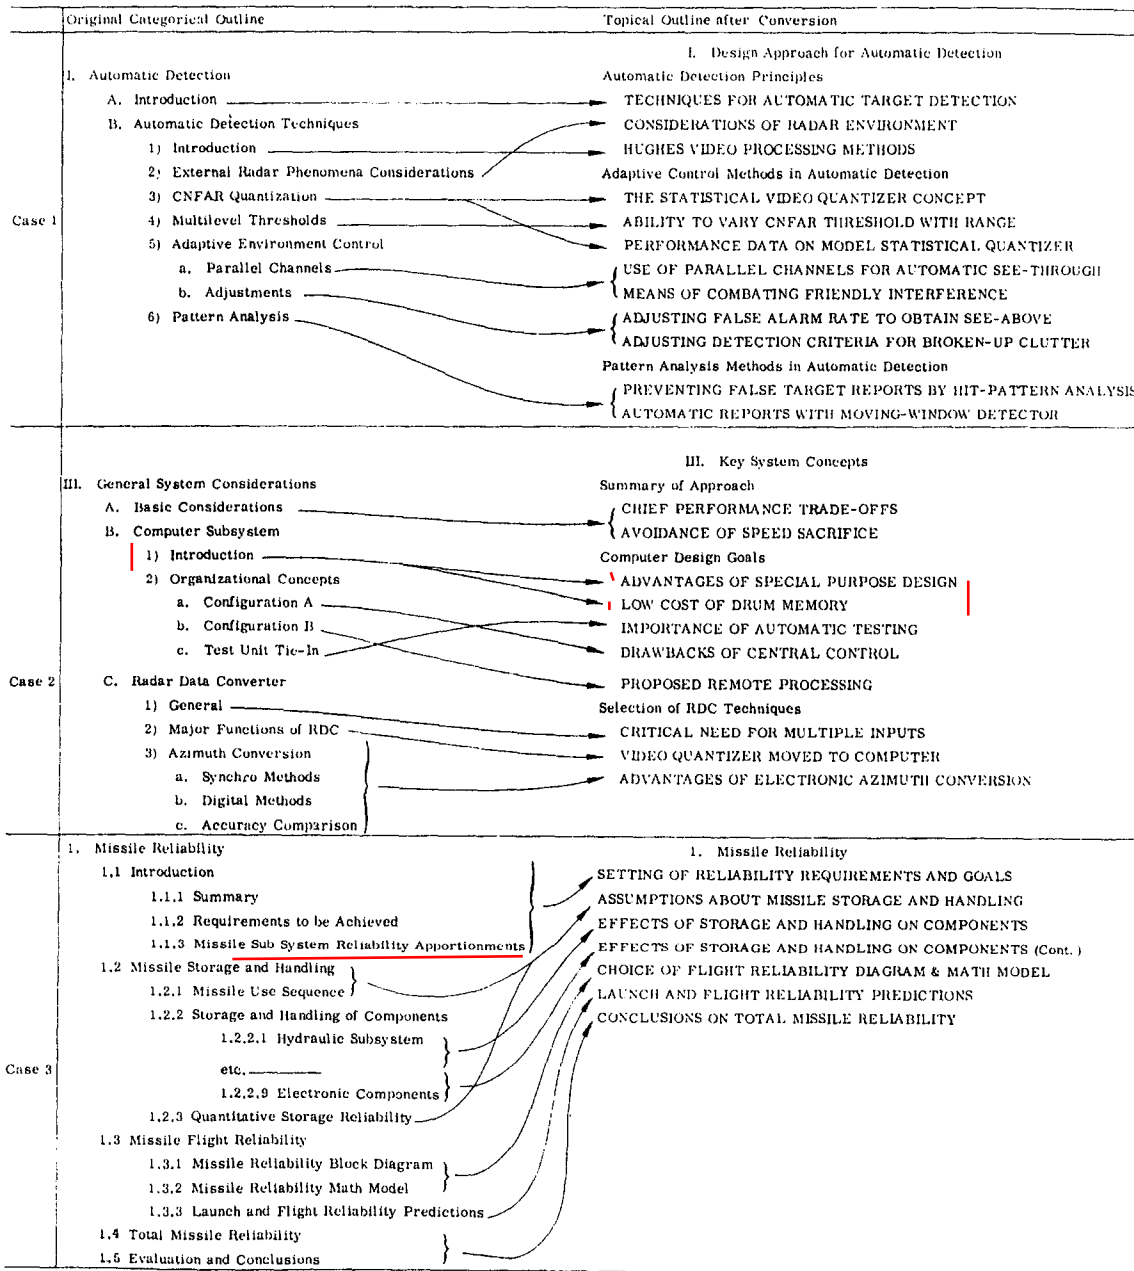 Original Categorical Outline
Topical Outline after Conversion
Case 1
I. Automatic Detection
A. Introduction
B. Automatic Detection Techniques
1) Introduction
2) External Radar Phenomena Considerations
3) CNFAR Quantization
4) Multilevel Thresholds
5) Adaptive Environment Control
a. Parallel Channels
b. Adjustments
6) Pattern Analysis
I. Design Approach for Automatic Detection
Automatic Detection Principles
TECHNIQUES FOR AUTOMATIC TARGET DETECTION
CONSIDERATIONS OF RADAR ENVIRONMENT
HUGHES VIDEO PROCESSING METHODS
Adaptive Control Methods in Automatic Detection
THE STATISTICAL VIDEO QUANTIZER CONCEPT
ABILITY TO VARY CNFAR THRESHOLD WITH RANGE
PERFORMANCE DATA ON MODEL STATISTICAL QUANTIZER
USE OF PARALLEL CHANNELS FOR AUTOMATIC SEE-THROUGH
MEANS OF COMBATING FRIENDLY INTERFERENCE
ADJUSTING FALSE ALARM RATE TO OBTAIN SEE-ABOVE
ADJUSTING DETECTION CRITERIA FOR BROKEN-UP CLUTTER
Pattern Analysis Methods in Automatic Detection
PREVENTING FALSE TARGET REPORTS BY HIT-PATTERN ANALYSIS
AUTOMATIC REPORTS WITH MOVING-WINDOW DETECTOR
Case 2
III. General System Considerations
A. Basic Considerations
B. Computer Subsystem
1) Introduction
2) Organizational Concepts
a. Configuration A
b. Configuration B
c. Test Unit Tie-In
C. Radar Data Converter
1) General
2) Major Functions of RDC
3) Azimuth Conversion
a. Synchro Methods
b. Digital Methods
c. Accuracy Comparison
III. Key System Concepts
Summary of Approach
CHIEF PERFORMANCE TRADE-OFFS
AVOIDANCE OF SPEED SACRIFICE
Computer Design Goals
ADVANTAGES OF SPECIAL PURPOSE DESIGN
LOW COST OF DRUM MEMORY
IMPORTANCE OF AUTOMATIC TESTING
DRAWBACKS OF CENTRAL CONTROL
PROPOSED REMOTE PROCESSING
Selection of RDC Techniques
CRITICAL NEED FOR MULTIPLE INPUTS
VIDEO QUANTIZER MOVED TO COMPUTER
ADVANTAGES OF ELECTRONIC AZIMUTH CONVERSION
Case 3
1. Missile Reliability
1.1 Introduction
1.1.1 Summary
1.1.2 Requirements to be Achieved
1.1.3 Missile Sub System Reliability Apportionments
1.2 Missile Storage and Handling
1.2.1 Missile Use Sequence
1.2.2 Storage and Handling of Components
1.2.2.1 Hydraulic Subsystem
etc.
1.2.2.9 Electronic Components
1.2.3 Quantitative Storage Reliability
1.3 Missile Flight Reliability
1.3.1 Missile Reliability Block Diagram
1.3.2 Missile Reliability Math Model
1.3.3 Launch and Flight Reliability Predictions
1.4 Total Missile Reliability
1.5 Evaluation and Conclusions
1. Missile Reliability
SETTING OF RELIABILITY REQUIREMENTS AND GOALS
ASSUMPTIONS ABOUT MISSILE STORAGE AND HANDLING
EFFECTS OF STORAGE AND HANDLING ON COMPONENTS
EFFECTS OF STORAGE AND HANDLING ON COMPONENTS (Cont.)
CHOICE OF FLIGHT RELIABILITY DIAGRAM & MATH MODEL
LAUNCH AND FLIGHT RELIABILITY PREDICTIONS
CONCLUSIONS ON TOTAL MISSILE RELIABILITY